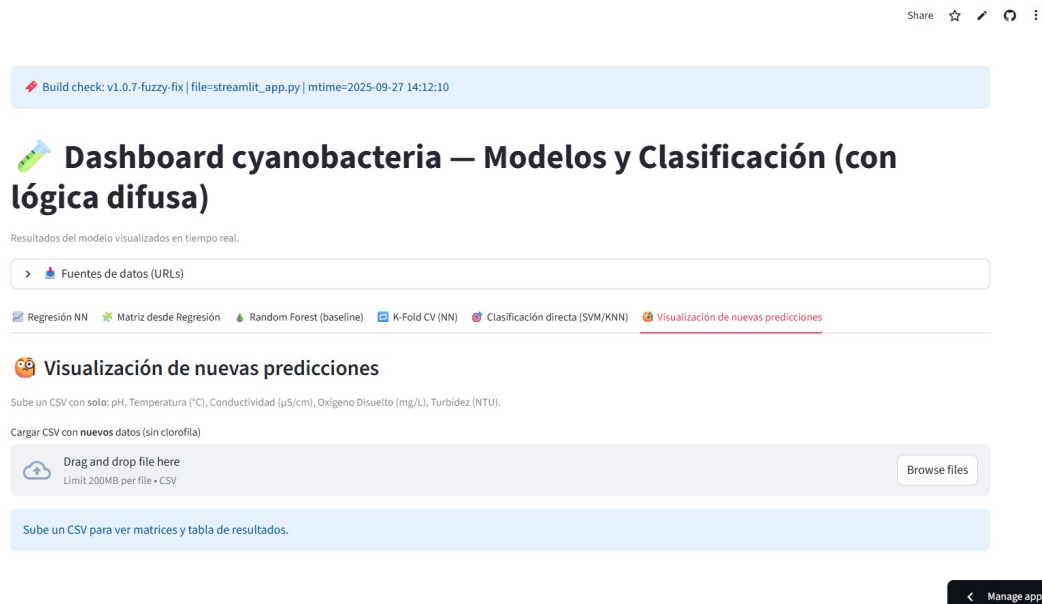 Share
Build check: v1.0.7-fuzzy-fix | file=streamlit_app.py | mtime=2025-09-27 14:12:10
Dashboard cyanobacteria — Modelos y Clasificación (con
lógica difusa)
Resultados del modelo visualizados en tiempo real.
Fuentes de datos (URLs)
Regresión NN Matriz desde Regresión Random Forest (baseline) K-Fold CV (NN) Clasificación directa (SVM/KNN) Visualización de nuevas predicciones
Visualización de nuevas predicciones
Sube un CSV con solo: pH, Temperatura (°C), Conductividad (μS/cm), Oxígeno Disuelto (mg/L), Turbidez (NTU).
Cargar CSV con nuevos datos (sin clorofila)
Drag and drop file here
Limit 200MB per file • CSV
Browse files
Sube un CSV para ver matrices y tabla de resultados.
Manage app